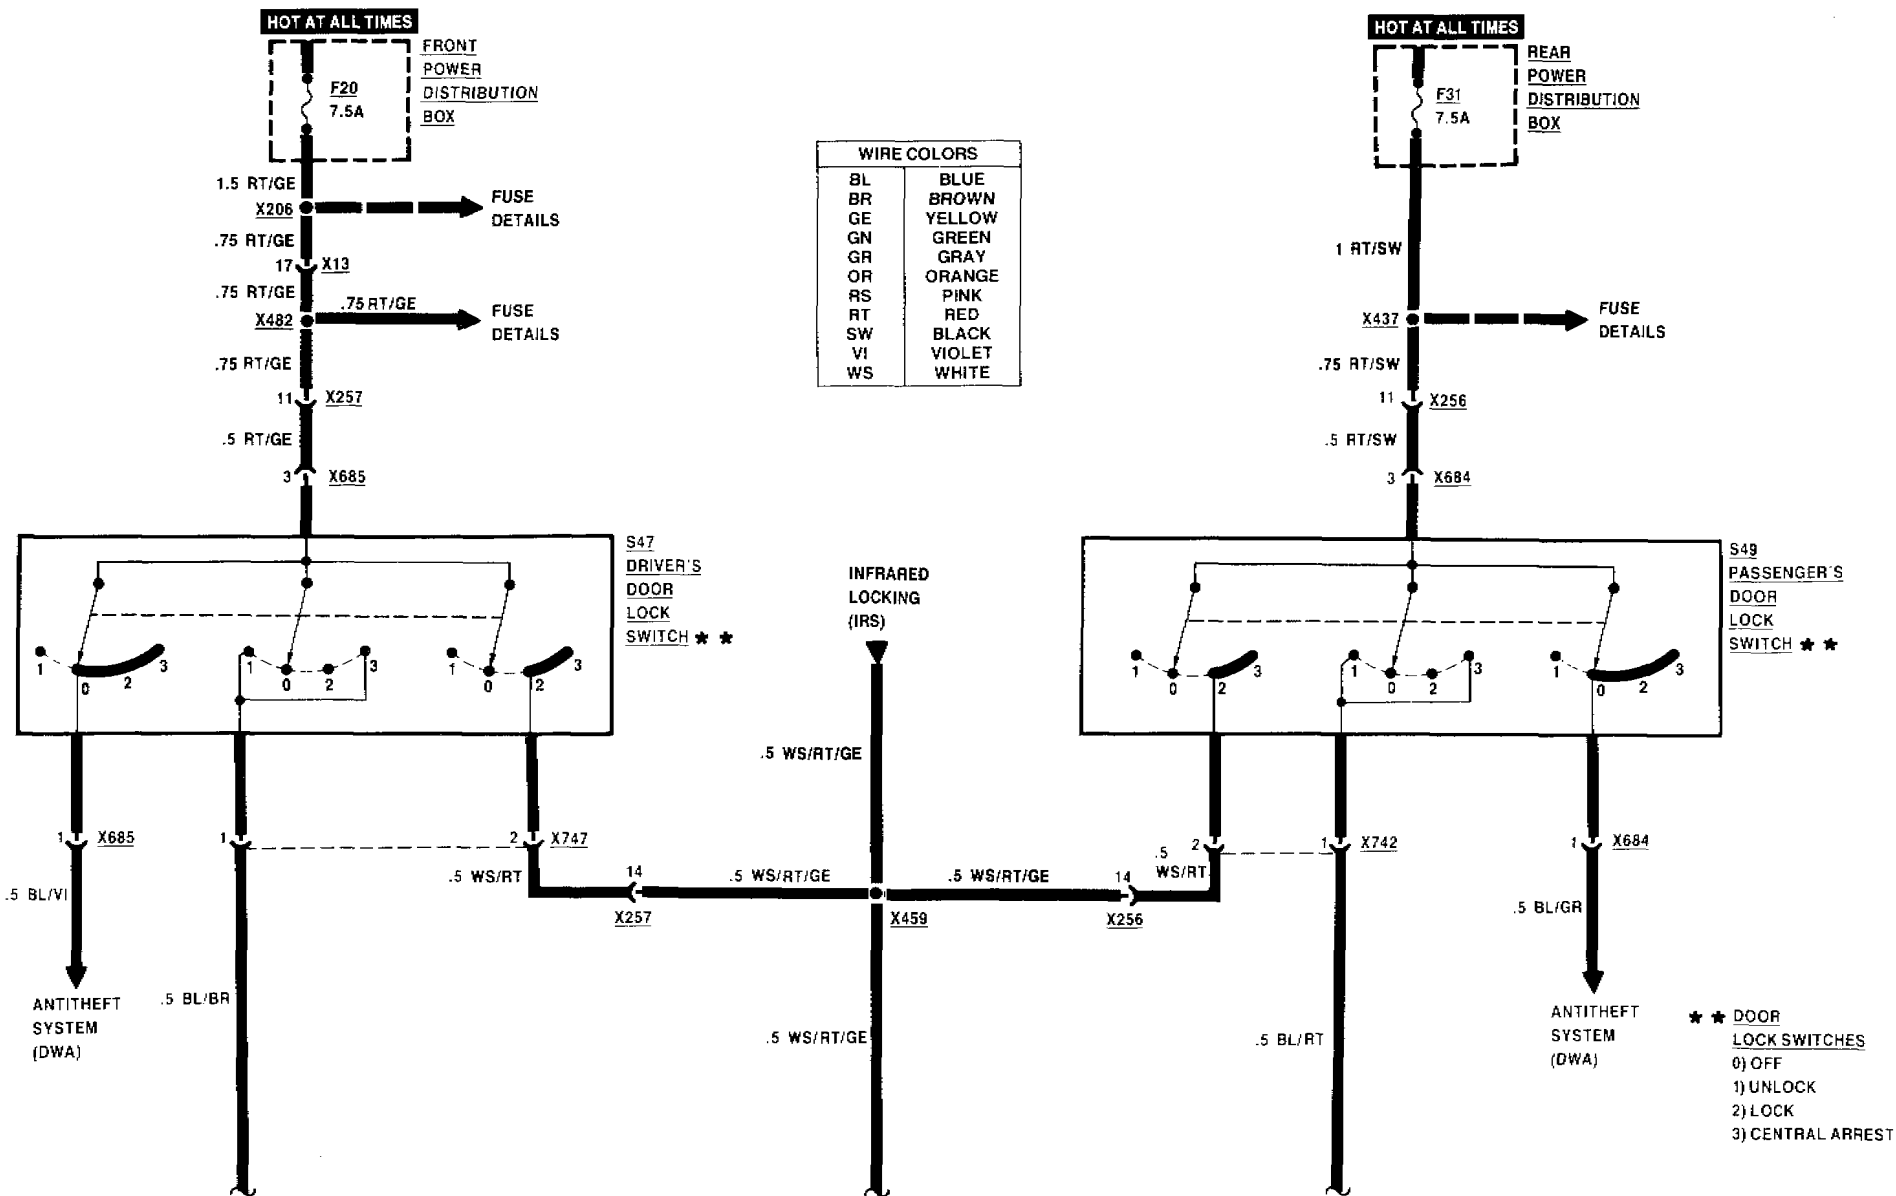 HOT AT ALL TIMES
FRONT
POWER
DISTRIBUTION
BOX
F20
7.5A
1.5 RT/GE
X206
FUSE
DETAILS
.75 RT/GE
17
X13
.75 RT/GE
.75 RT/GE
X482
FUSE
DETAILS
.75 RT/GE
11
X257
.5 RT/GE
3
X685
WIRE COLORS
BL BLUE
BR BROWN
GE YELLOW
GN GREEN
GR GRAY
OR ORANGE
RS PINK
RT RED
SW BLACK
VI VIOLET
WS WHITE
HOT AT ALL TIMES
REAR
POWER
DISTRIBUTION
BOX
F31
7.5A
1 RT/SW
X437
FUSE
DETAILS
.75 RT/SW
11
X256
.5 RT/SW
3
X684
S47
DRIVER'S
DOOR
LOCK
SWITCH ★ ★
1 0 2 3
1 0 2 3
1 0 2 3
INFRARED
LOCKING
(IRS)
S49
PASSENGER'S
DOOR
LOCK
SWITCH ★ ★
1 0 2 3
1 0 2 3
1 0 2 3
.5 WS/RT/GE
1
X685
1
2
X747
2
1
X742
1
X684
.5 BL/VI
.5 WS/RT
14
X257
.5 WS/RT/GE
X459
.5 WS/RT/GE
14
X256
.5
WS/RT
.5 BL/GR
ANTITHEFT
SYSTEM
(DWA)
.5 BL/BR
.5 WS/RT/GE
.5 BL/RT
ANTITHEFT
SYSTEM
(DWA)
★ ★ DOOR
LOCK SWITCHES
0) OFF
1) UNLOCK
2) LOCK
3) CENTRAL ARREST